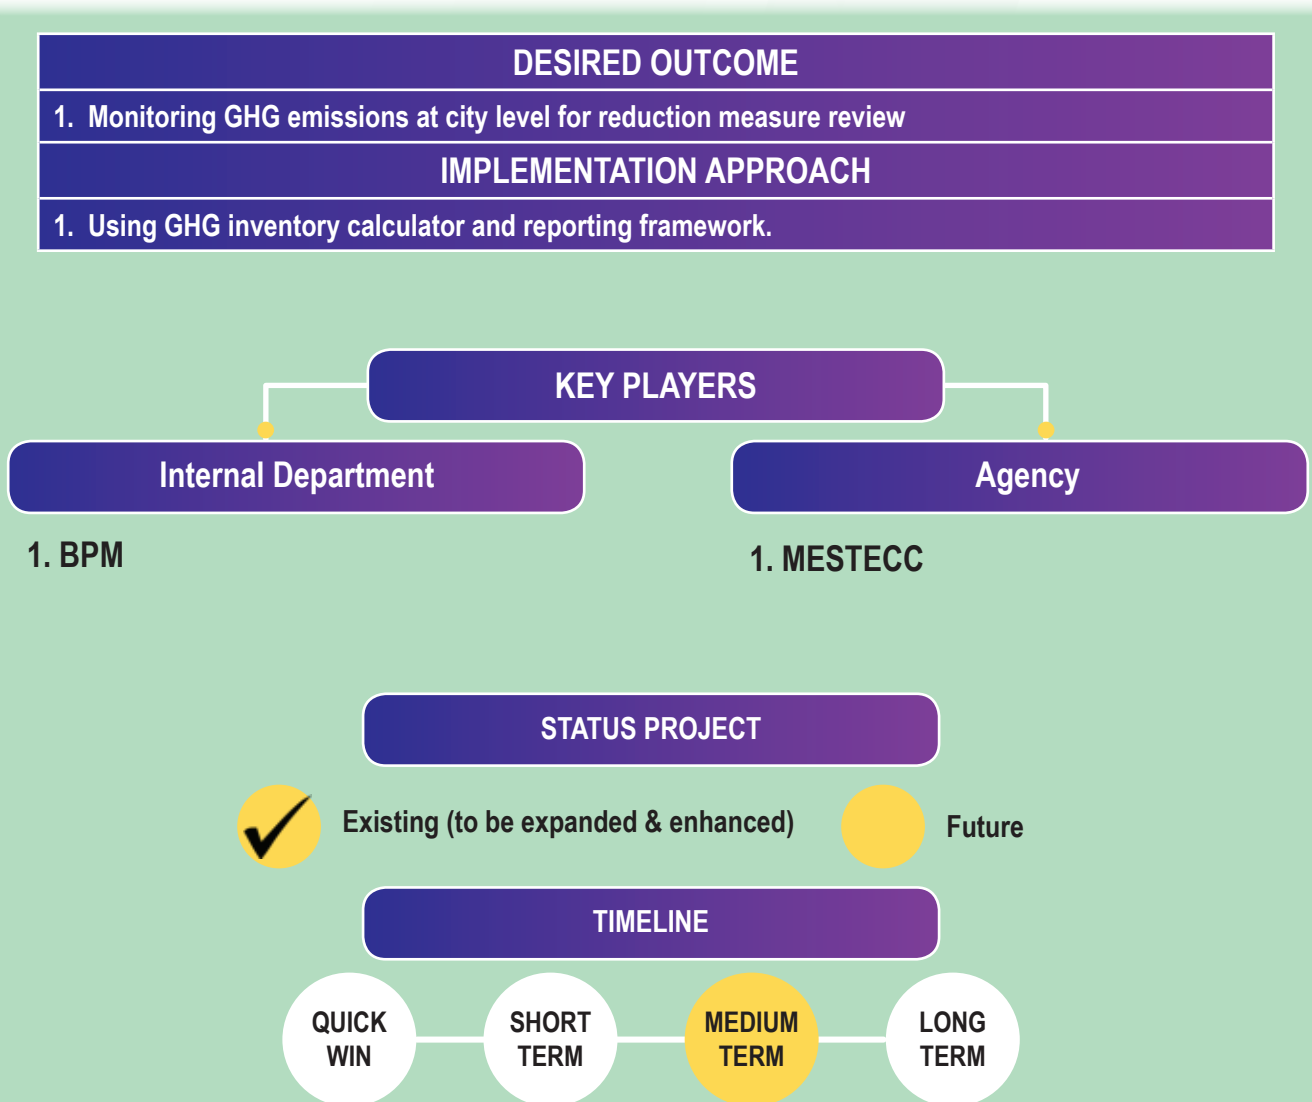 DESIRED OUTCOME
1. Monitoring GHG emissions at city level for reduction measure review
IMPLEMENTATION APPROACH
1. Using GHG inventory calculator and reporting framework.
KEY PLAYERS
Internal Department
Agency
1. BPM
1. MESTECC
STATUS PROJECT
Existing (to be expanded & enhanced)
Future
TIMELINE
QUICK
WIN
SHORT
TERM
MEDIUM
TERM
LONG
TERM